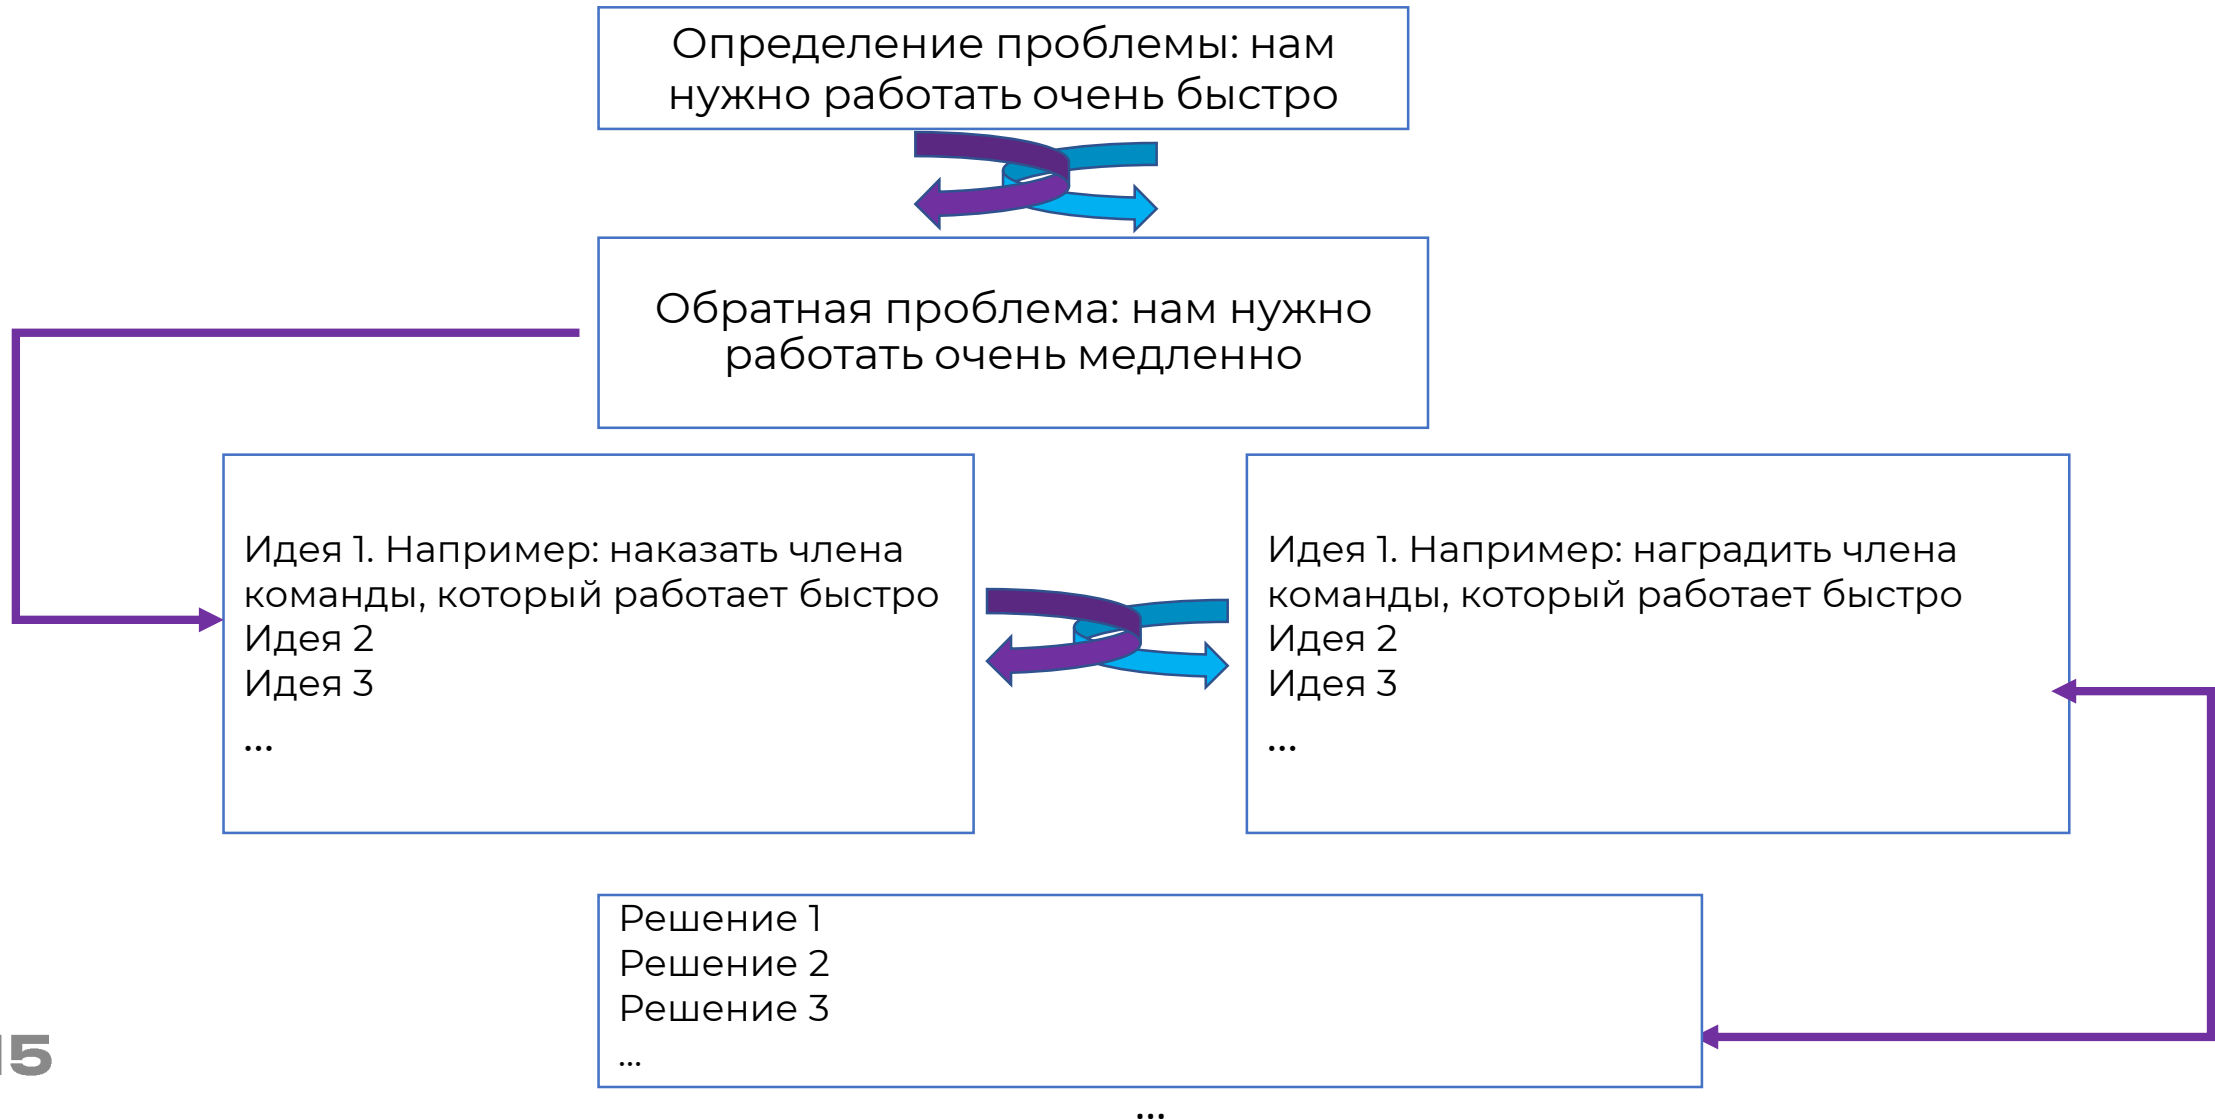 Определение проблемы: нам
нужно работать очень быстро
Обратная проблема: нам нужно
работать очень медленно
Идея 1. Например: наказать члена
команды, который работает быстро
Идея 2
Идея 3
...
Идея 1. Например: наградить члена
команды, который работает быстро
Идея 2
Идея 3
...
Решение 1
Решение 2
Решение 3
...
...
15